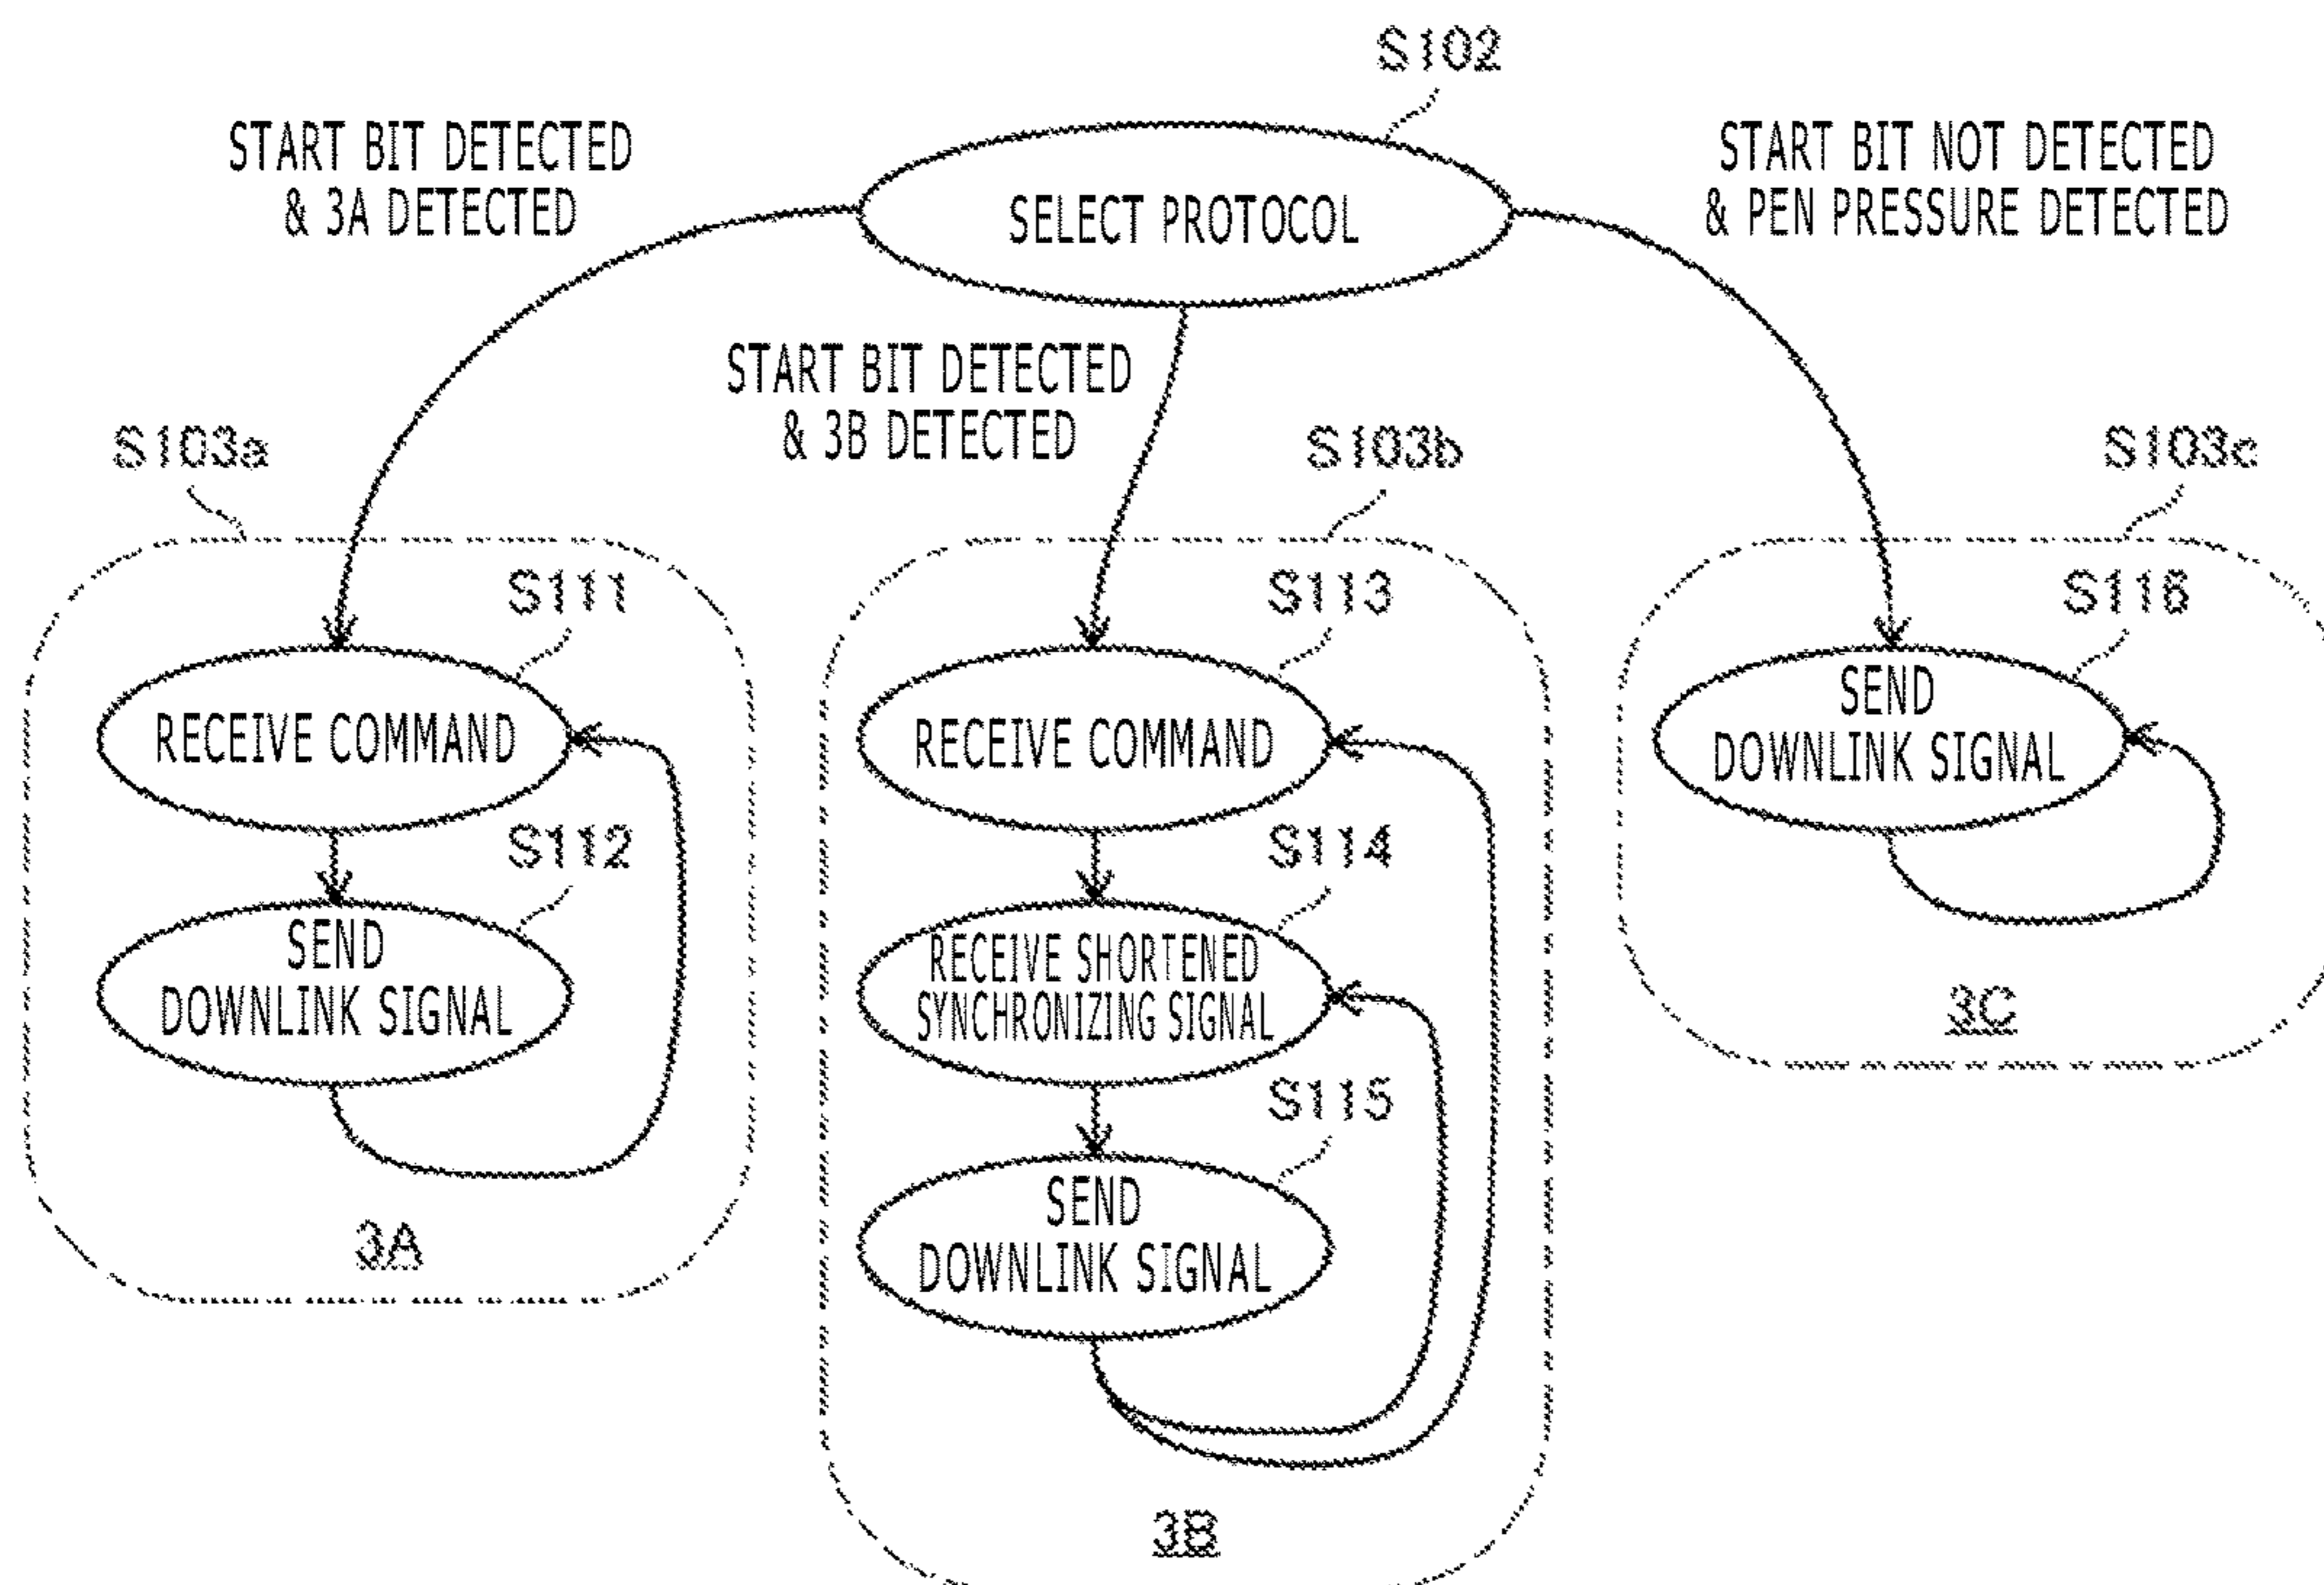 S102
START BIT DETECTED
& 3A DETECTED
SELECT PROTOCOL
START BIT NOT DETECTED
& PEN PRESSURE DETECTED
START BIT DETECTED
& 3B DETECTED
S103a
S103b
S103c
S111
RECEIVE COMMAND
S112
SEND
DOWNLINK SIGNAL
3A
S113
RECEIVE COMMAND
S114
RECEIVE SHORTENED
SYNCHRONIZING SIGNAL
S115
SEND
DOWNLINK SIGNAL
3B
S116
SEND
DOWNLINK SIGNAL
3C